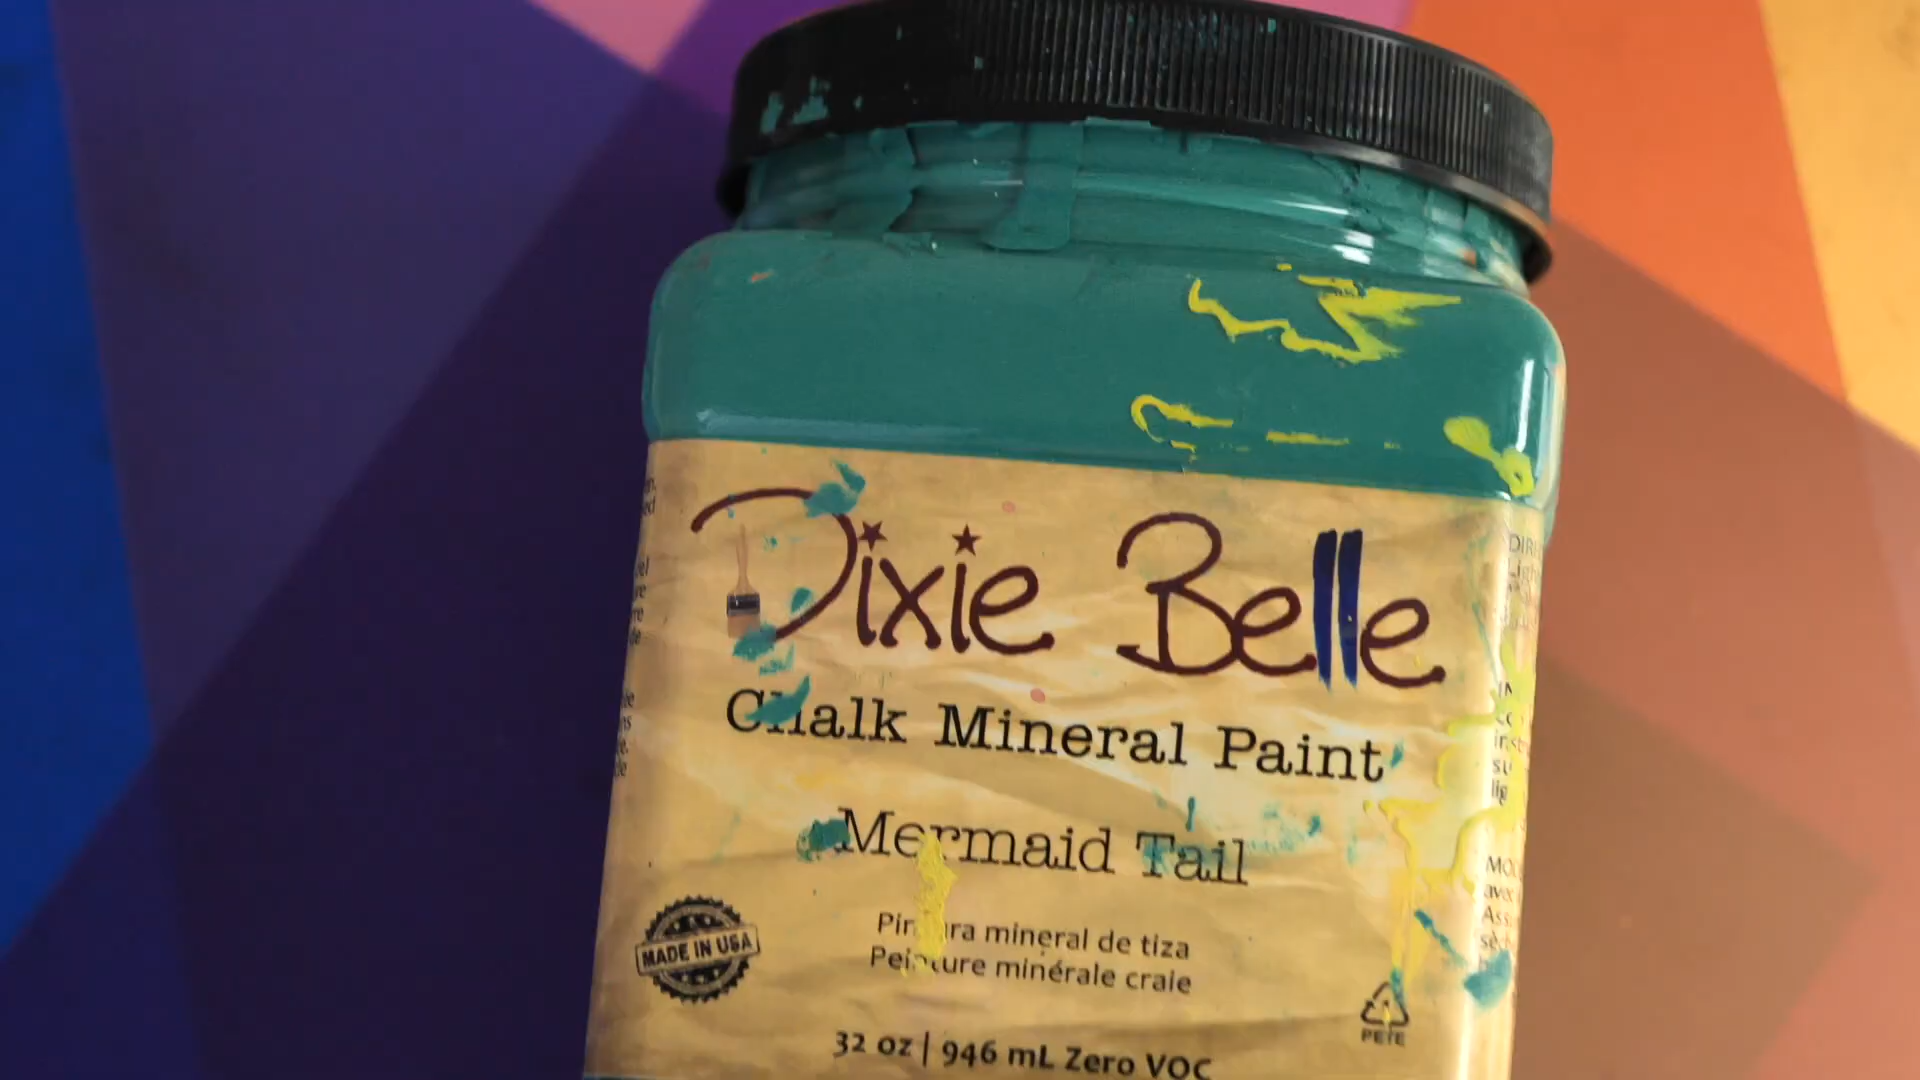 Dixie Belle
Chalk Mineral Paint
Mermaid Tail
MADE IN USA
Pintura mineral de tiza
Peinture minérale craie
32 oz | 946 mL Zero VOC
1
PETE